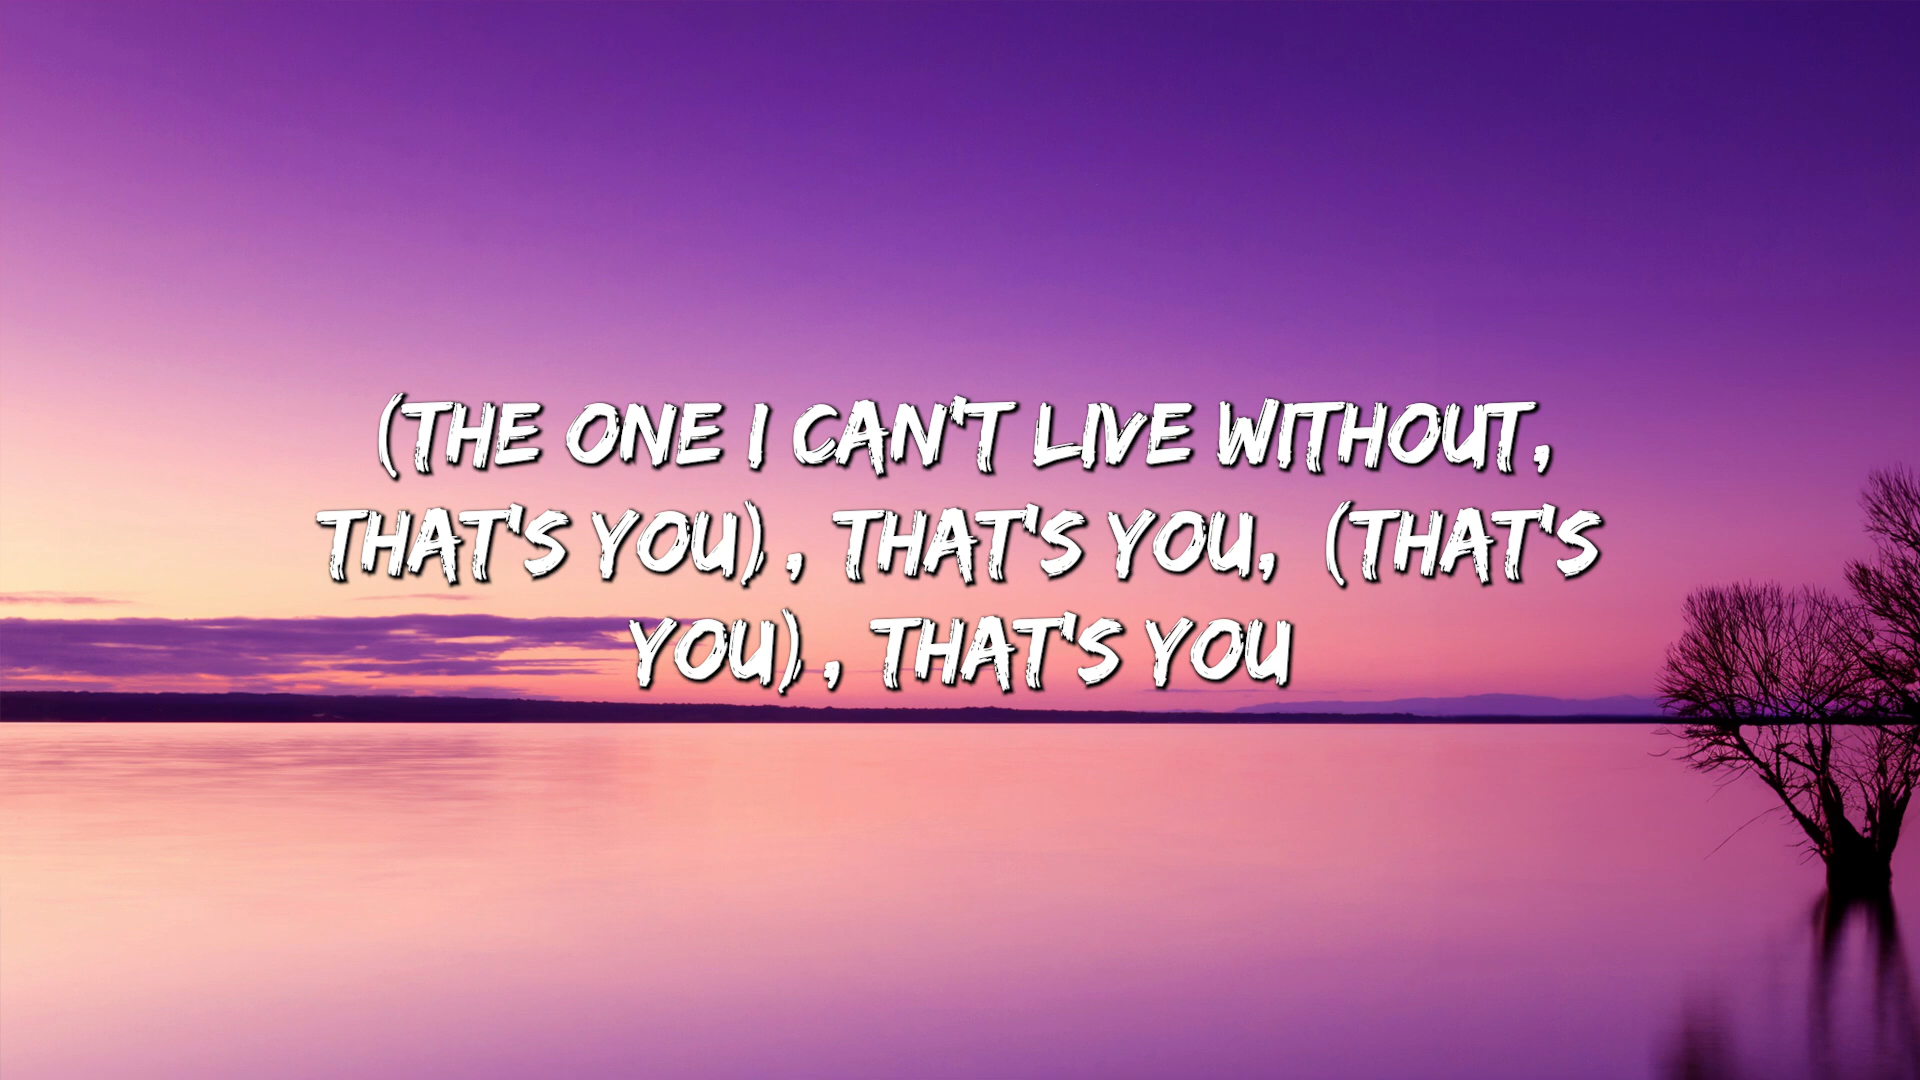 (THE ONE I CAN'T LIVE WITHOUT,
THAT'S YOU), THAT'S YOU, (THAT'S
YOU), THAT'S YOU